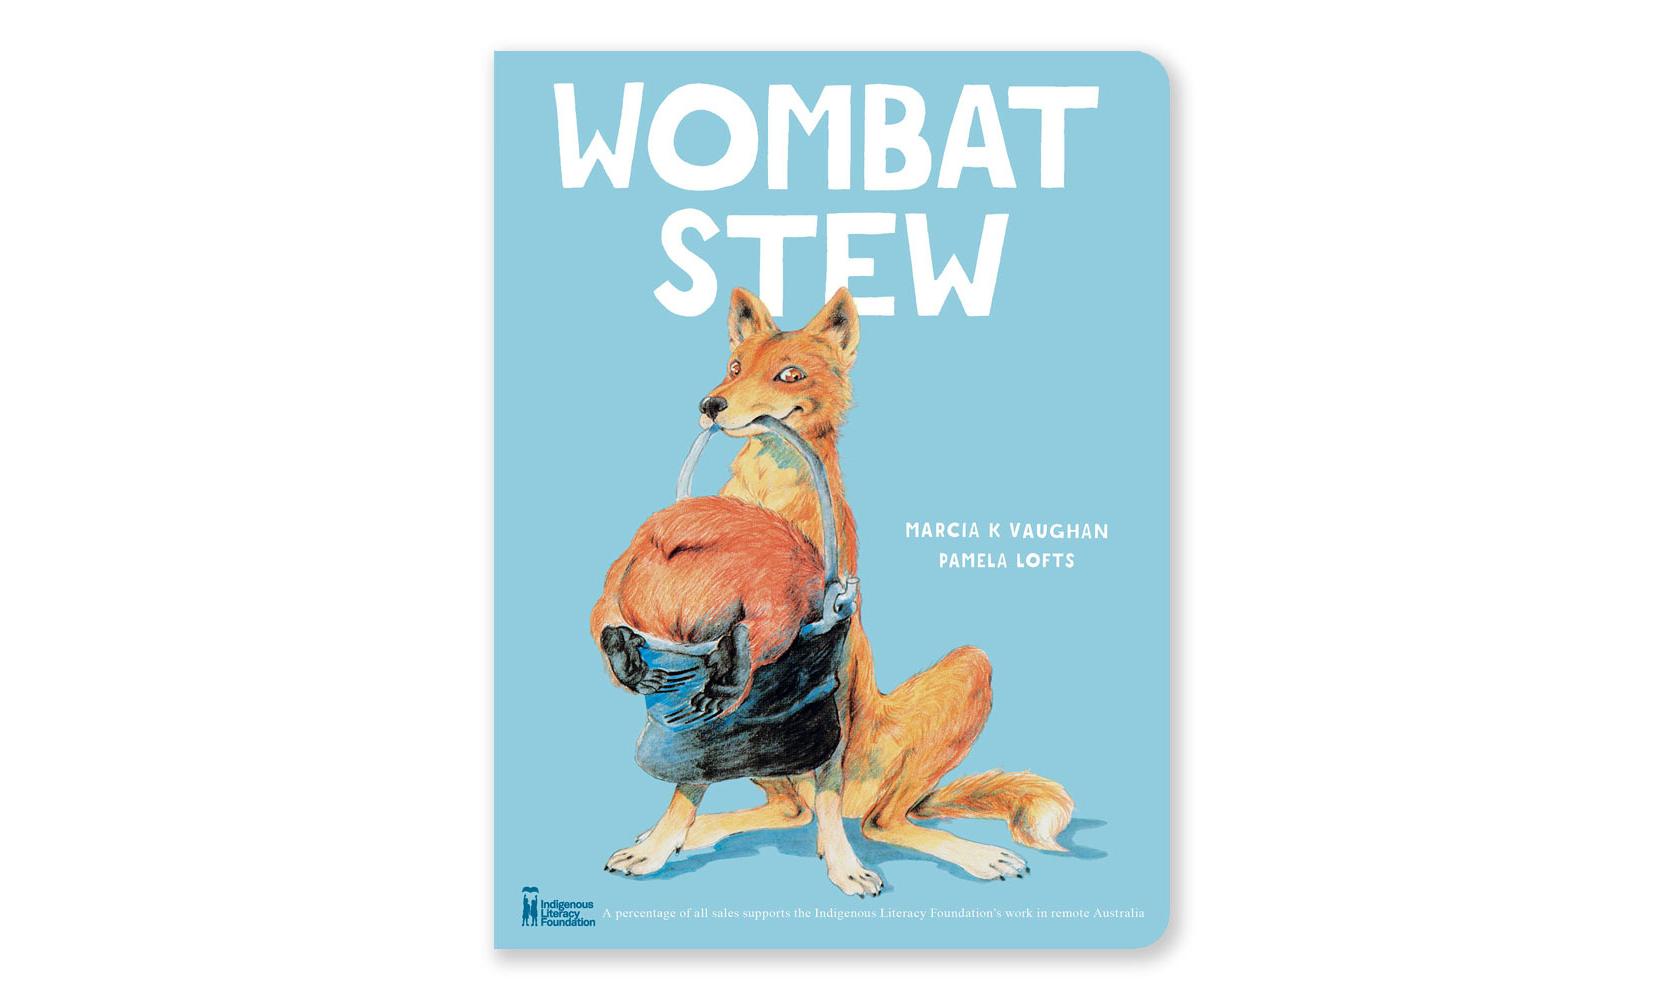 WOMBAT
STEW
MARCIA K VAUGHAN
PAMELA LOFTS
Indigenous
Literacy
Foundation
A percentage of all sales supports the Indigenous Literacy Foundation's work in remote Australia